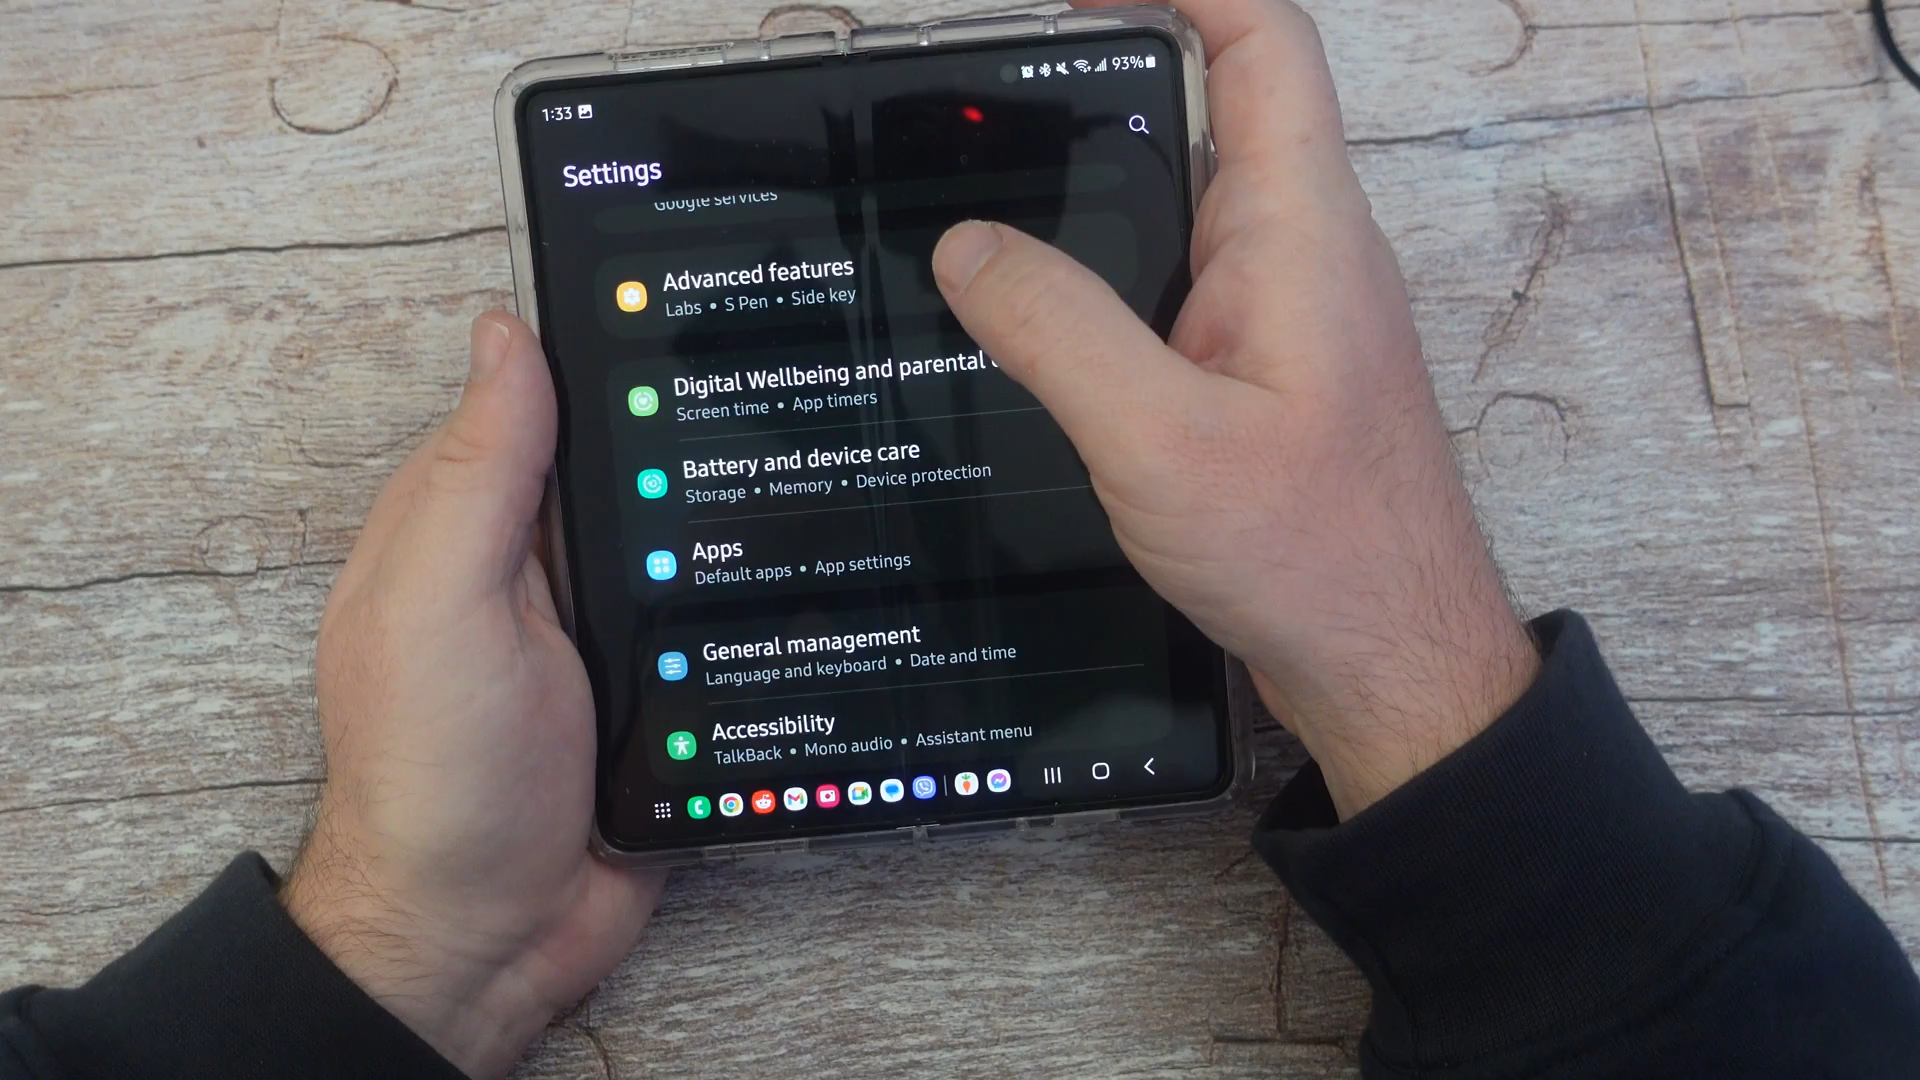 1:33
93%
Settings
Google services
Advanced features
Labs • S Pen • Side key
Digital Wellbeing and parental
Screen time • App timers
Battery and device care
Storage • Memory • Device protection
Apps
Default apps • App settings
General management
Language and keyboard • Date and time
Accessibility
TalkBack • Mono audio • Assistant menu